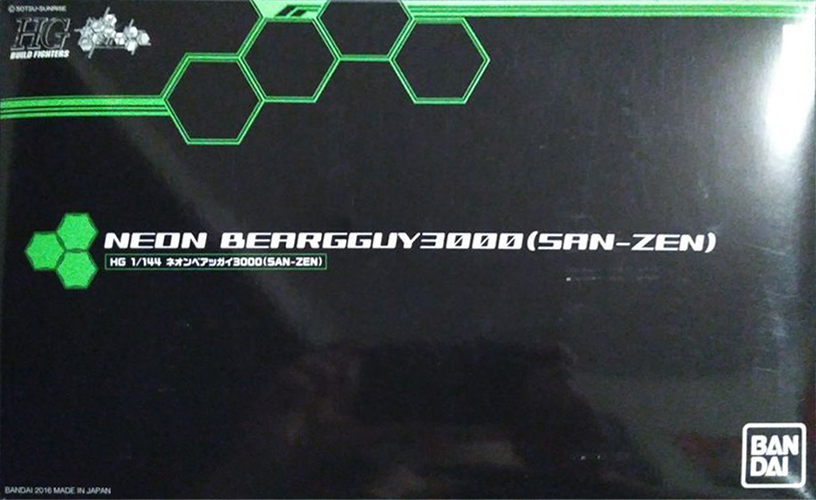 ©SOTSU・SUNRISE
HG
BUILD FIGHTERS
NEON BEARGGUY3000(SAN-ZEN)
HG 1/144 ネオンベアッガイ3000(SAN-ZEN)
BANDAI 2016 MADE IN JAPAN
BAN
DAI